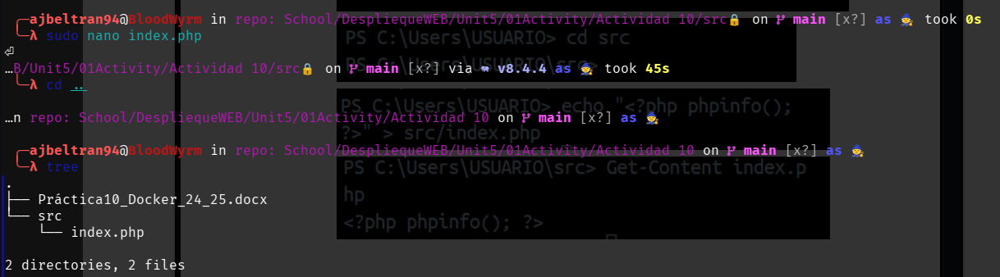 ╭─ajbeltran94@BloodWyrm in repo: School/DespliequeWEB/Unit5/01Activity/Actividad 10/src🔒 on main [x?] as 🧙 took 0s
╰─λ sudo nano index.php
PS C:\Users\USUARIO> cd src
⏎
PS C:\Users\USUARIO\src>
…B/Unit5/01Activity/Actividad 10/src🔒 on main [x?] via 🐘 v8.4.4 as 🧙 took 45s
╰─λ cd ..
PS C:\Users\USUARIO> echo "<?php phpinfo();
…n repo: School/DespliequeWEB/Unit5/01Activity/Actividad 10 on main [x?] as 🧙
?>" > src/index.php
╭─ajbeltran94@BloodWyrm in repo: School/DespliequeWEB/Unit5/01Activity/Actividad 10 on main [x?] as 🧙
╰─λ tree
PS C:\Users\USUARIO\src> Get-Content index.p
.
├── Práctica10_Docker_24_25.docx
hp
└── src
<?php phpinfo(); ?>
    └── index.php
2 directories, 2 files